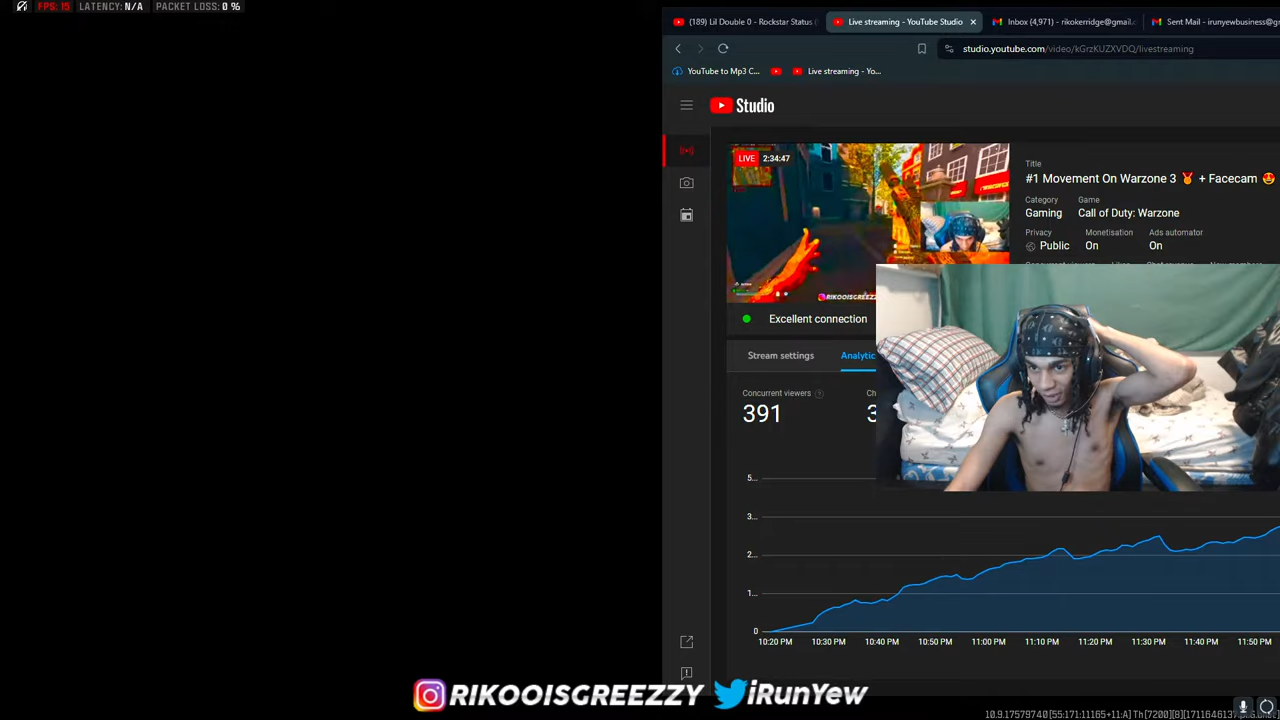 FPS: 15 LATENCY: N/A PACKET LOSS: 0 %
(189) Lil Double 0 - Rockstar Status
Live streaming - YouTube Studio
Inbox (4,971) - rikokerridge@gmail.
Sent Mail - irunyewbusiness@g
studio.youtube.com/video/kGrzKUZXVDQ/livestreaming
YouTube to Mp3 C...
Live streaming - Yo...
Studio
LIVE 2:34:47
Title
#1 Movement On Warzone 3 🏅 + Facecam 🤩
Category Game
Gaming Call of Duty: Warzone
Privacy Monetisation Ads automator
Public On On
RIKOOISGREEZZY
Excellent connection
Stream settings Analytic
Concurrent viewers
391 3
5...
3...
2...
1...
0
10:20 PM 10:30 PM 10:40 PM 10:50 PM 11:00 PM 11:10 PM 11:20 PM 11:30 PM 11:40 PM 11:50 PM
RIKOOISGREEZZY iRunYew